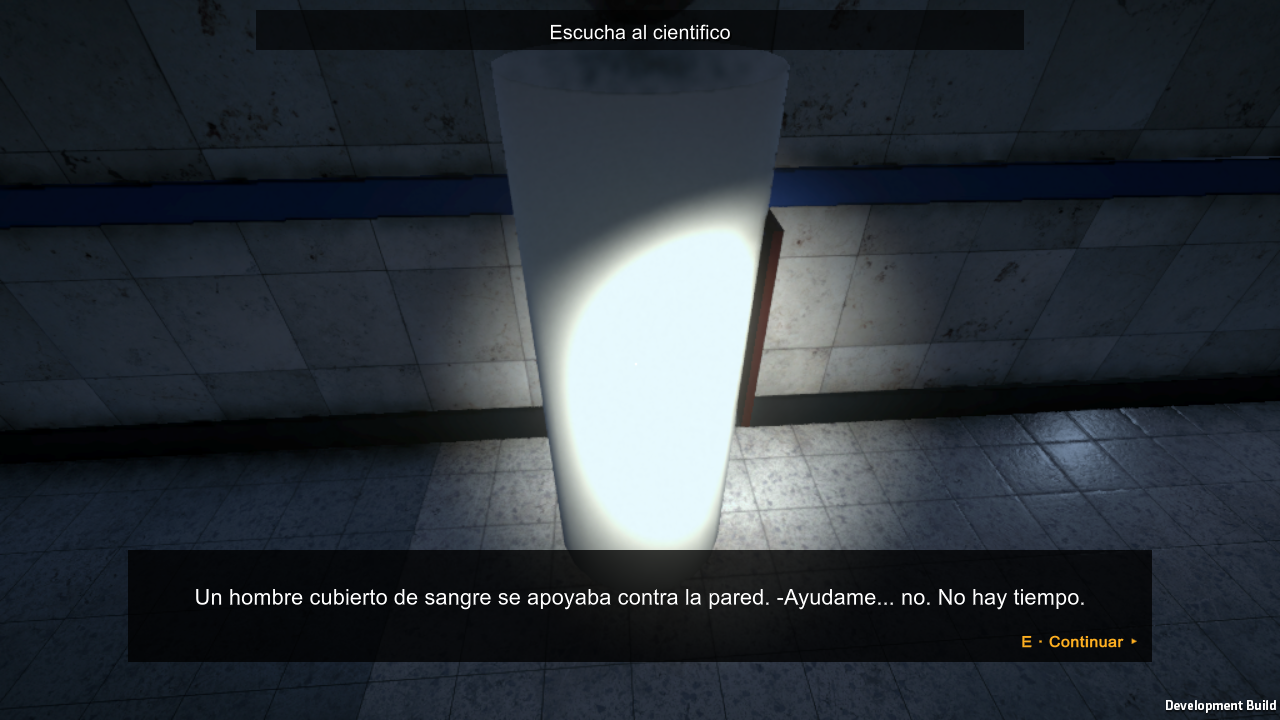 Escucha al cientifico
Un hombre cubierto de sangre se apoyaba contra la pared. -Ayudame... no. No hay tiempo.
E · Continuar ▸
Development Build